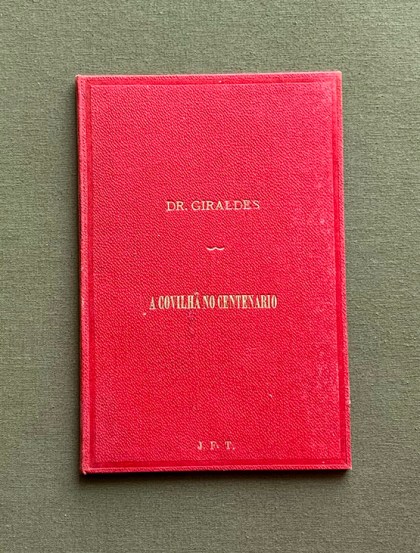 DR. GIRALDES
A COVILHÃ NO CENTENARIO
J. F. T.